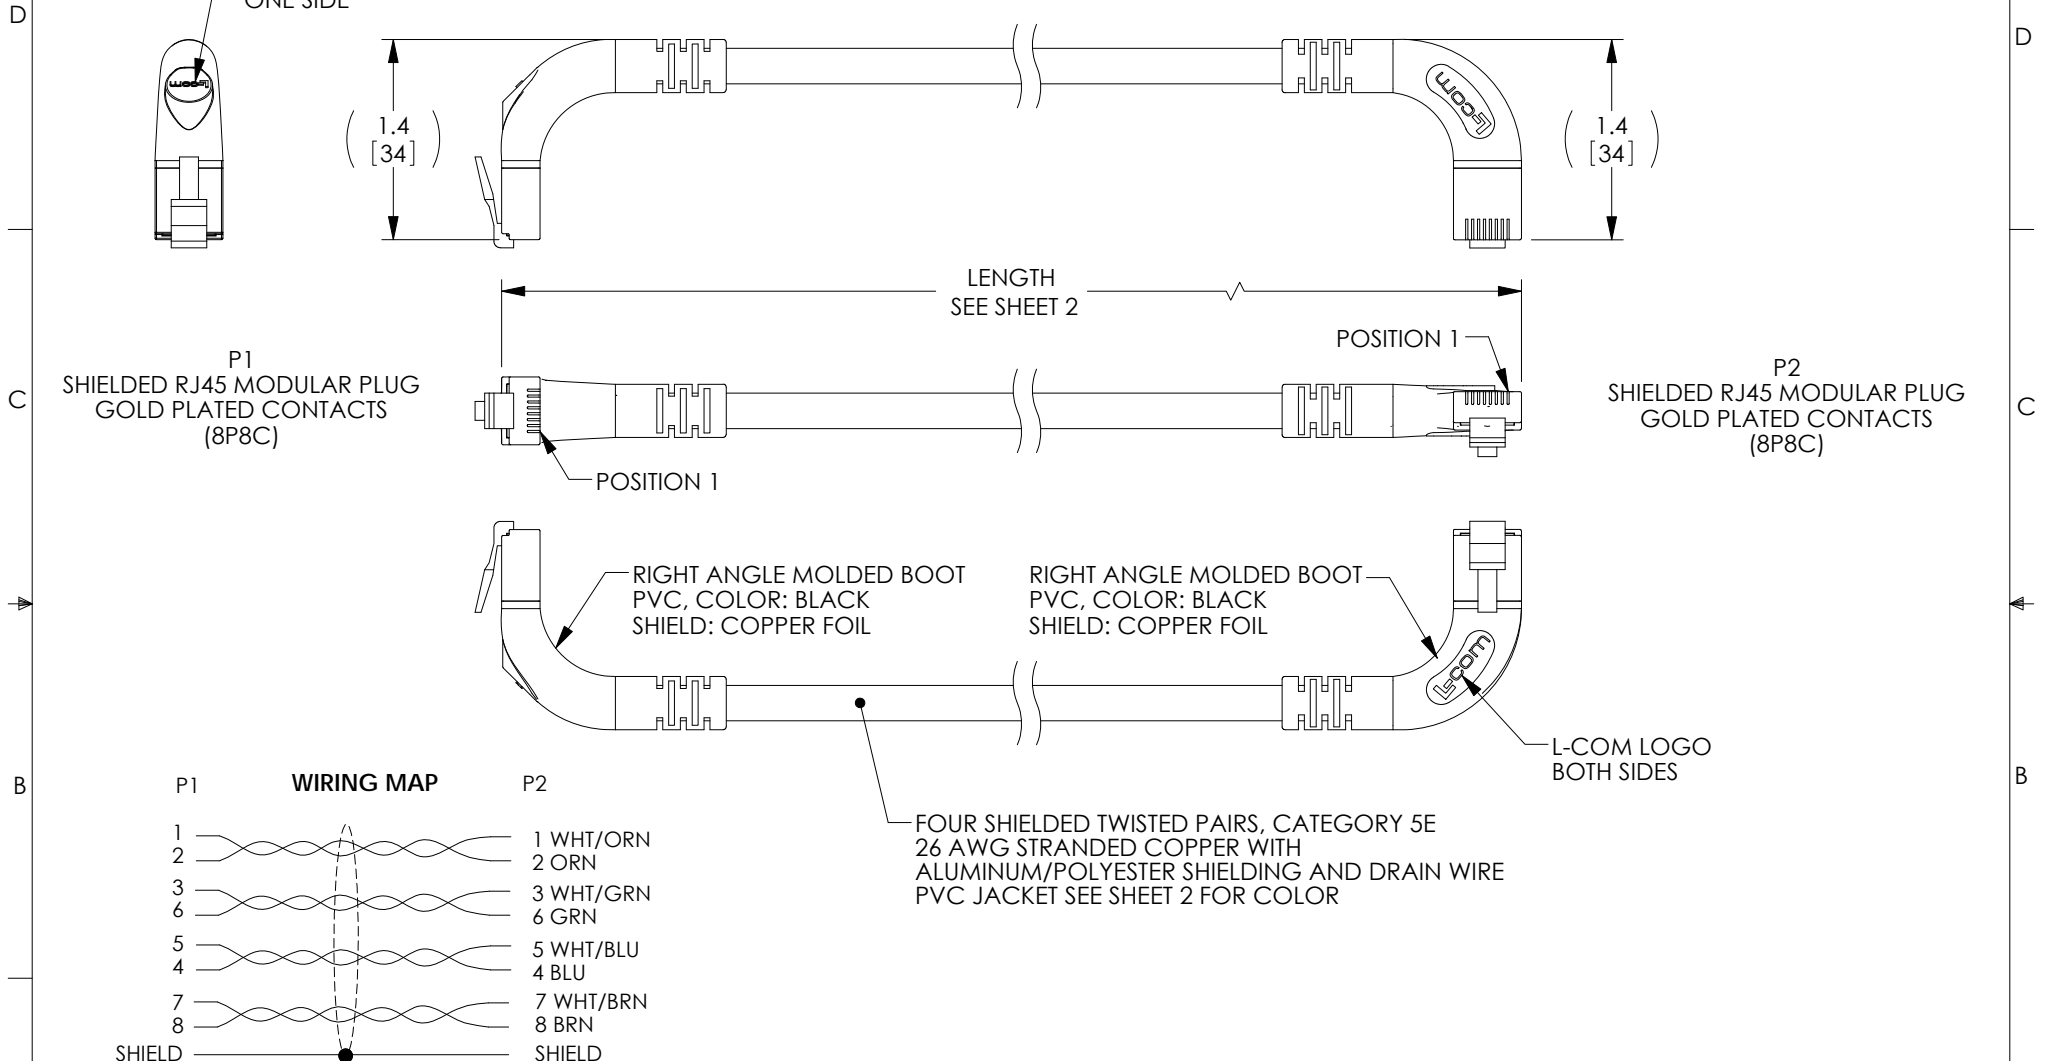 D
ONE SIDE
D
L-com
L-com
1.4
[34]
1.4
[34]
LENGTH
SEE SHEET 2
POSITION 1
C
P1
SHIELDED RJ45 MODULAR PLUG
GOLD PLATED CONTACTS
(8P8C)
P2
SHIELDED RJ45 MODULAR PLUG
GOLD PLATED CONTACTS
(8P8C)
C
POSITION 1
RIGHT ANGLE MOLDED BOOT
PVC, COLOR: BLACK
SHIELD: COPPER FOIL
RIGHT ANGLE MOLDED BOOT
PVC, COLOR: BLACK
SHIELD: COPPER FOIL
L-com
L-COM LOGO
BOTH SIDES
B
B
P1
WIRING MAP
P2
FOUR SHIELDED TWISTED PAIRS, CATEGORY 5E
26 AWG STRANDED COPPER WITH
ALUMINUM/POLYESTER SHIELDING AND DRAIN WIRE
PVC JACKET SEE SHEET 2 FOR COLOR
1 1 WHT/ORN
2 2 ORN
3 3 WHT/GRN
6 6 GRN
5 5 WHT/BLU
4 4 BLU
7 7 WHT/BRN
8 8 BRN
SHIELD SHIELD